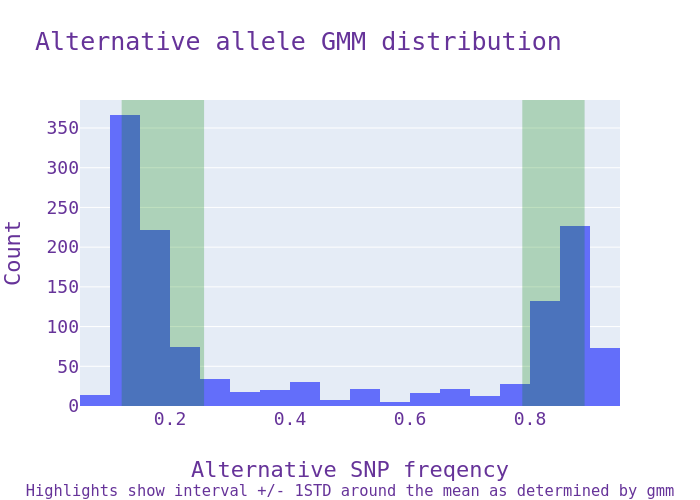 Alternative allele GMM distribution
Count
350
300
250
200
150
100
50
0
0.2 0.4 0.6 0.8
Alternative SNP freqency
Highlights show interval +/- 1STD around the mean as determined by gmm